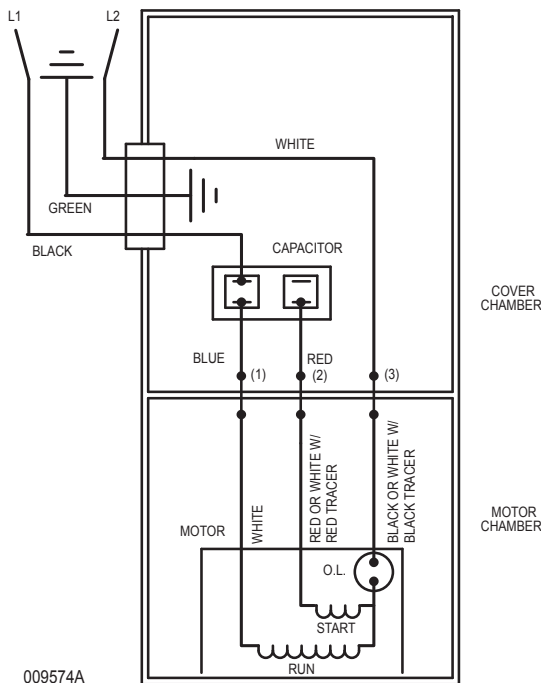 L1
L2
WHITE
GREEN
BLACK
CAPACITOR
COVER
CHAMBER
BLUE
RED
(1)
(2)
(3)
WHITE
RED OR WHITE W/
RED TRACER
BLACK OR WHITE W/
BLACK TRACER
MOTOR
CHAMBER
MOTOR
O.L.
START
RUN
009574A